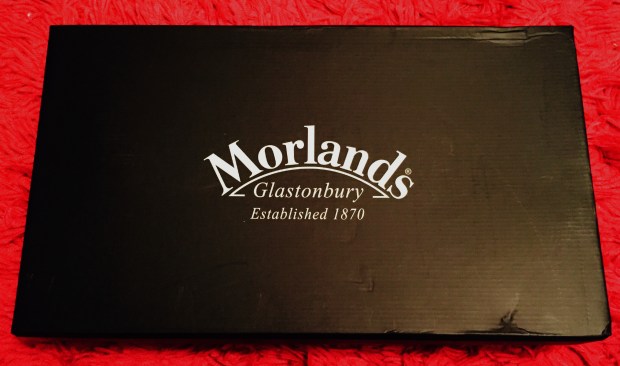 Morlands®
Glastonbury
Established 1870